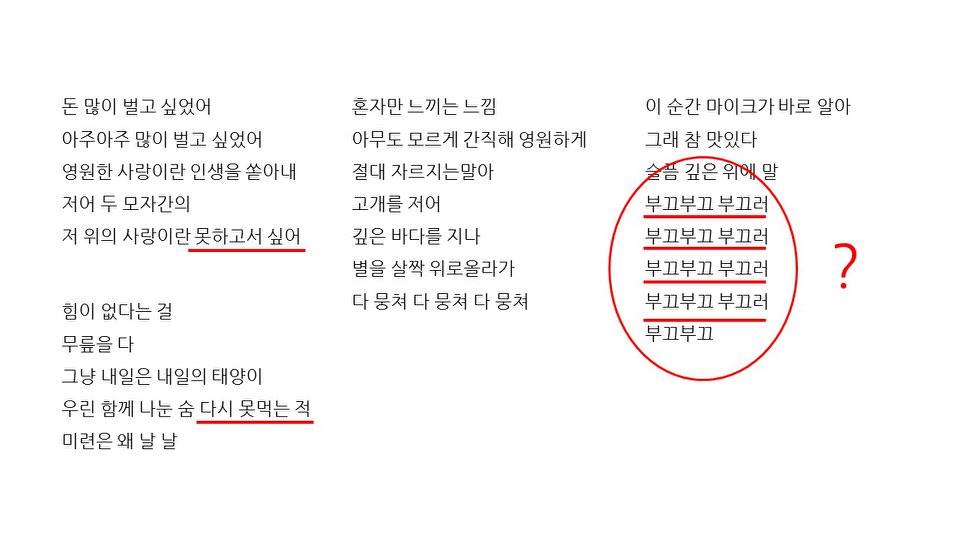 돈 많이 벌고 싶었어
아주아주 많이 벌고 싶었어
영원한 사랑이란 인생을 쏟아내
저어 두 모자간의
저 위의 사랑이란 못하고서 싶어
힘이 없다는 걸
무릎을 다
그냥 내일은 내일의 태양이
우린 함께 나눈 숨 다시 못먹는 적
미련은 왜 날 날
혼자만 느끼는 느낌
아무도 모르게 간직해 영원하게
절대 자르지는말아
고개를 저어
깊은 바다를 지나
별을 살짝 위로올라가
다 뭉쳐 다 뭉쳐 다 뭉쳐
이 순간 마이크가 바로 알아
그래 참 맛있다
슬픔 깊은 위에 말
부끄부끄 부끄러
부끄부끄 부끄러
부끄부끄 부끄러
부끄부끄 부끄러
부끄부끄
?